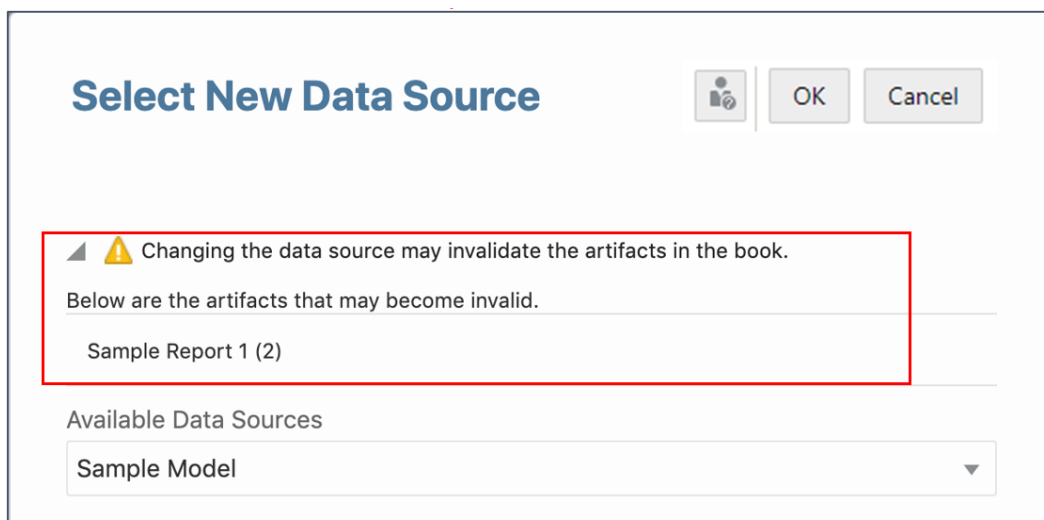 Select New Data Source
OK
Cancel
Changing the data source may invalidate the artifacts in the book.
Below are the artifacts that may become invalid.
Sample Report 1 (2)
Available Data Sources
Sample Model